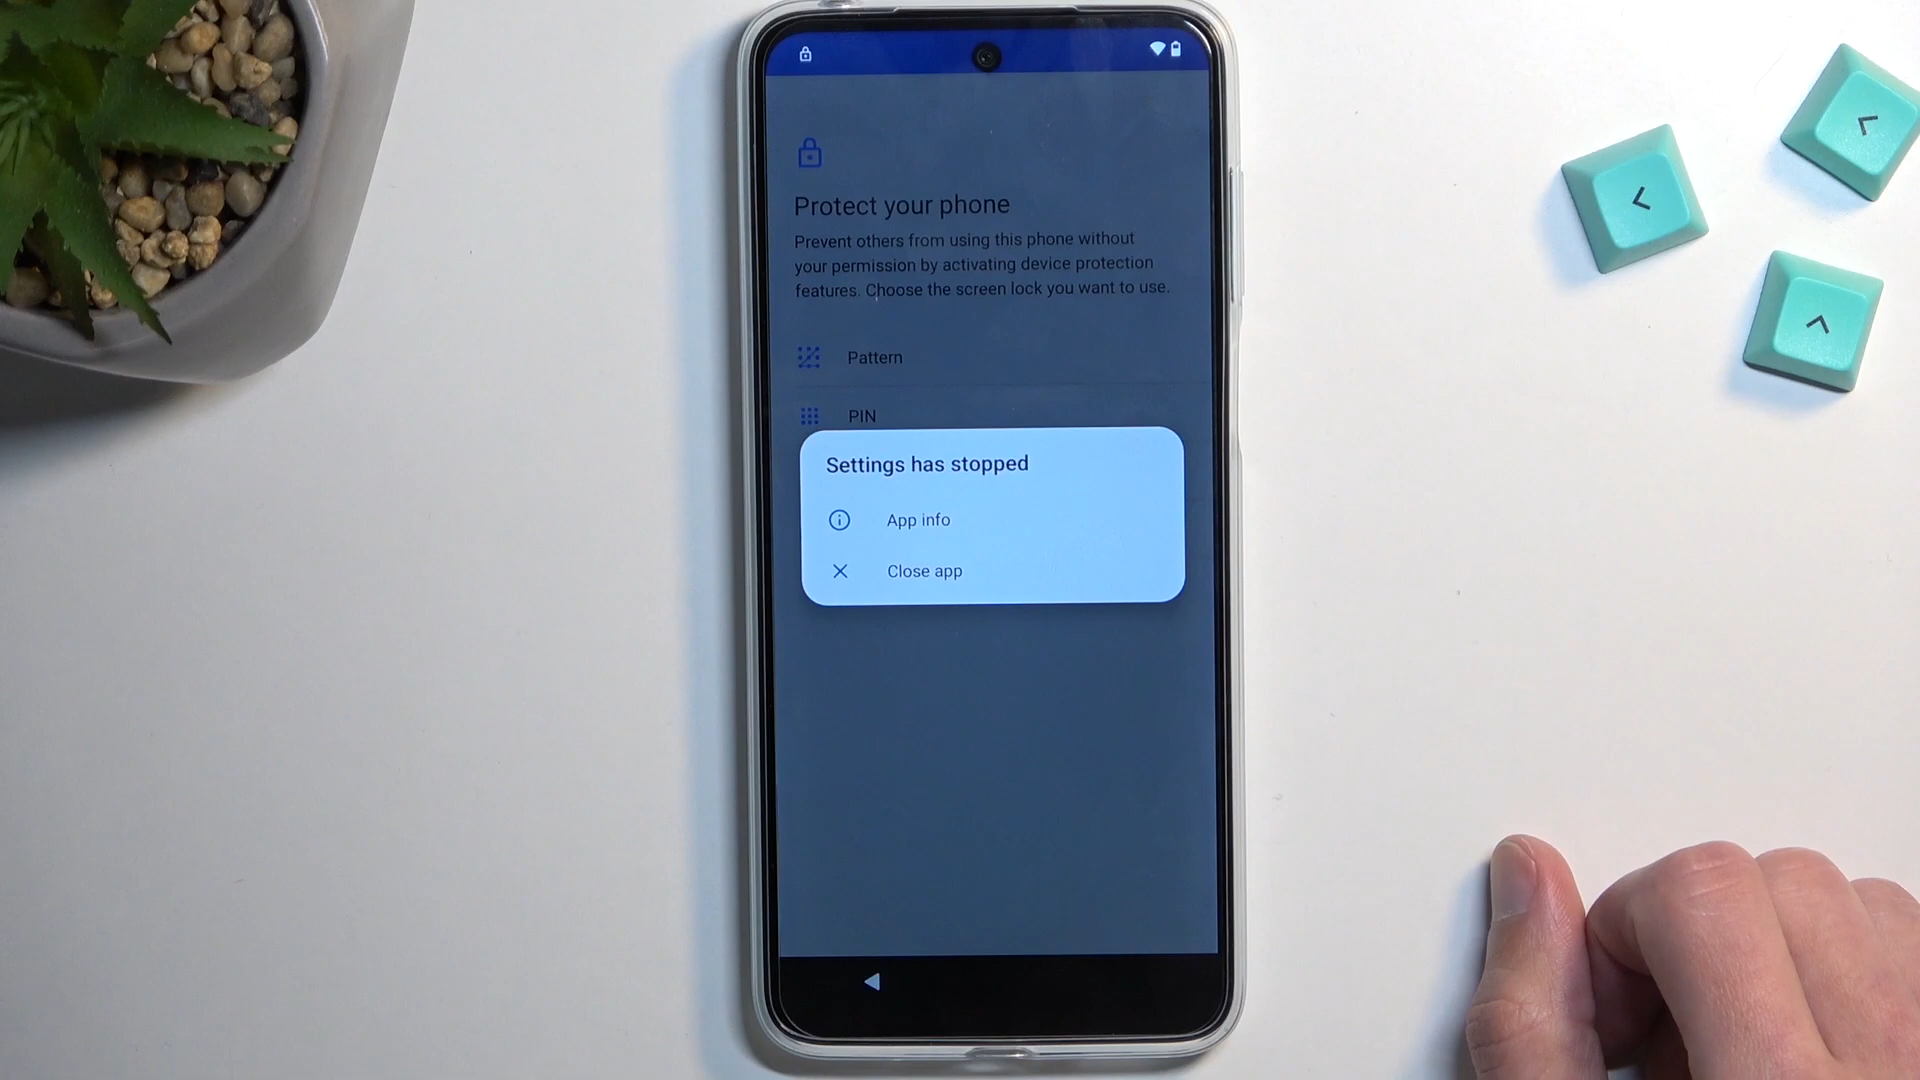 Protect your phone
Prevent others from using this phone without
your permission by activating device protection
features. Choose the screen lock you want to use.
Pattern
PIN
Settings has stopped
App info
Close app